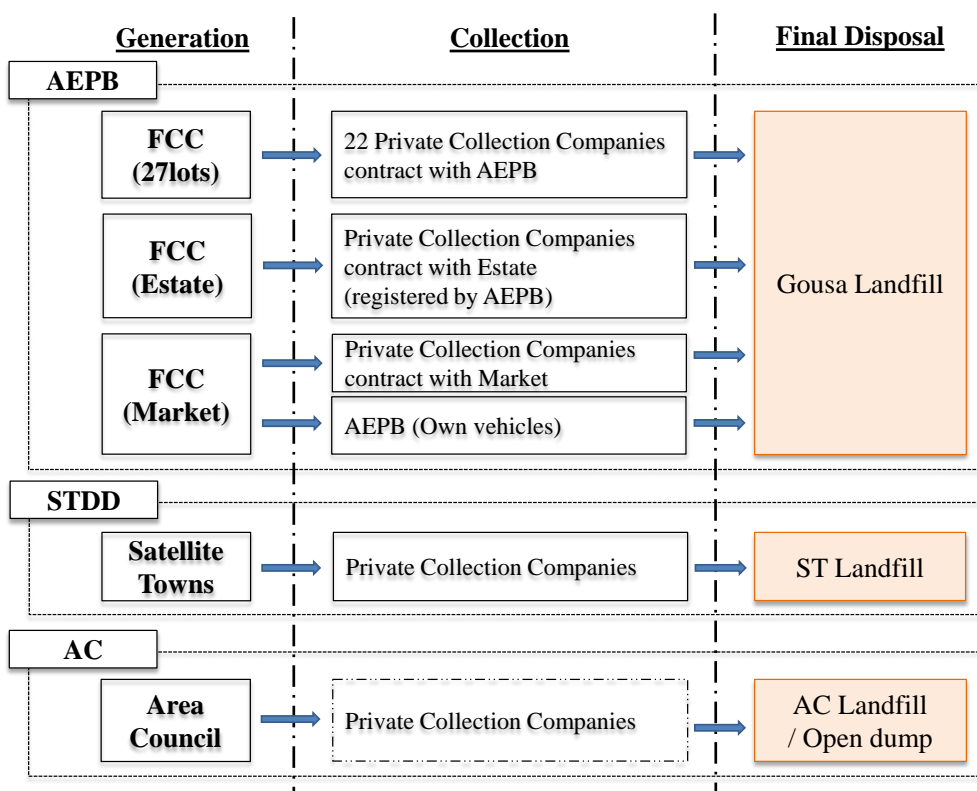 Generation
Collection
Final Disposal
AEPB
FCC
(27lots)
22 Private Collection Companies
contract with AEPB
FCC
(Estate)
Private Collection Companies
contract with Estate
(registered by AEPB)
Gousa Landfill
FCC
(Market)
Private Collection Companies
contract with Market
AEPB (Own vehicles)
STDD
Satellite
Towns
Private Collection Companies
ST Landfill
AC
Area
Council
Private Collection Companies
AC Landfill
/ Open dump